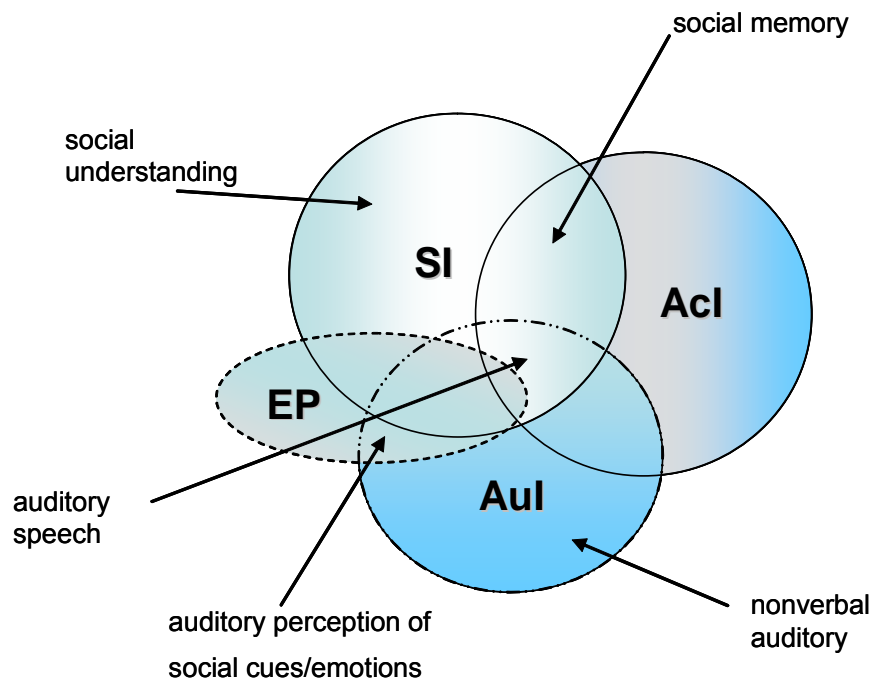 social memory
social
understanding
SI
AcI
EP
AuI
auditory
speech
auditory perception of
social cues/emotions
nonverbal
auditory